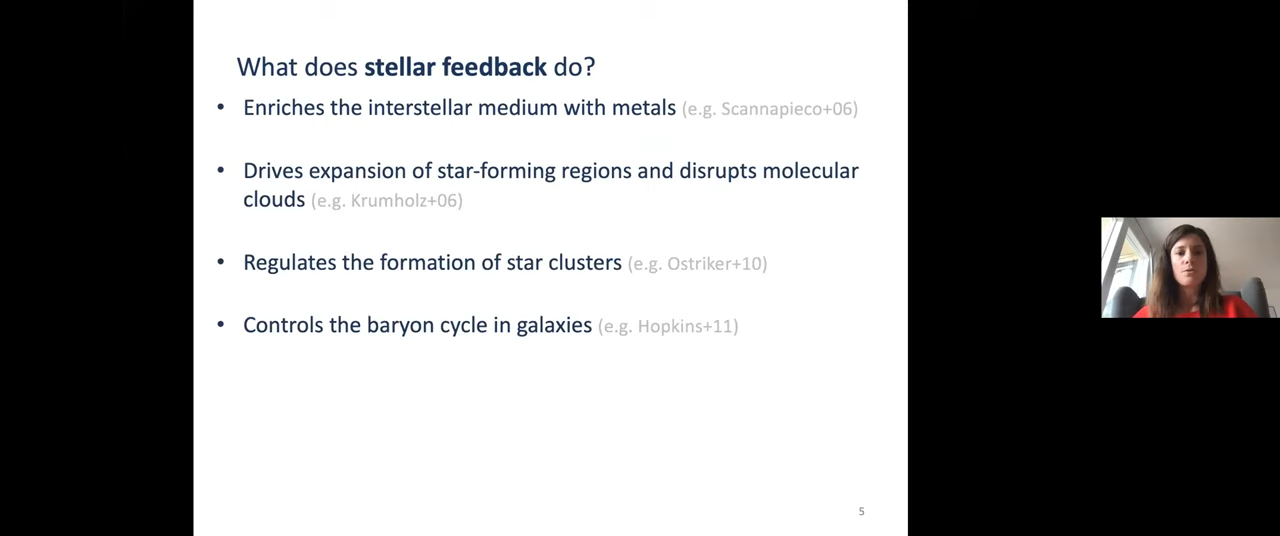 What does stellar feedback do?
• Enriches the interstellar medium with metals (e.g. Scannapieco+06)
• Drives expansion of star-forming regions and disrupts molecular
clouds (e.g. Krumholz+06)
• Regulates the formation of star clusters (e.g. Ostriker+10)
• Controls the baryon cycle in galaxies (e.g. Hopkins+11)
5